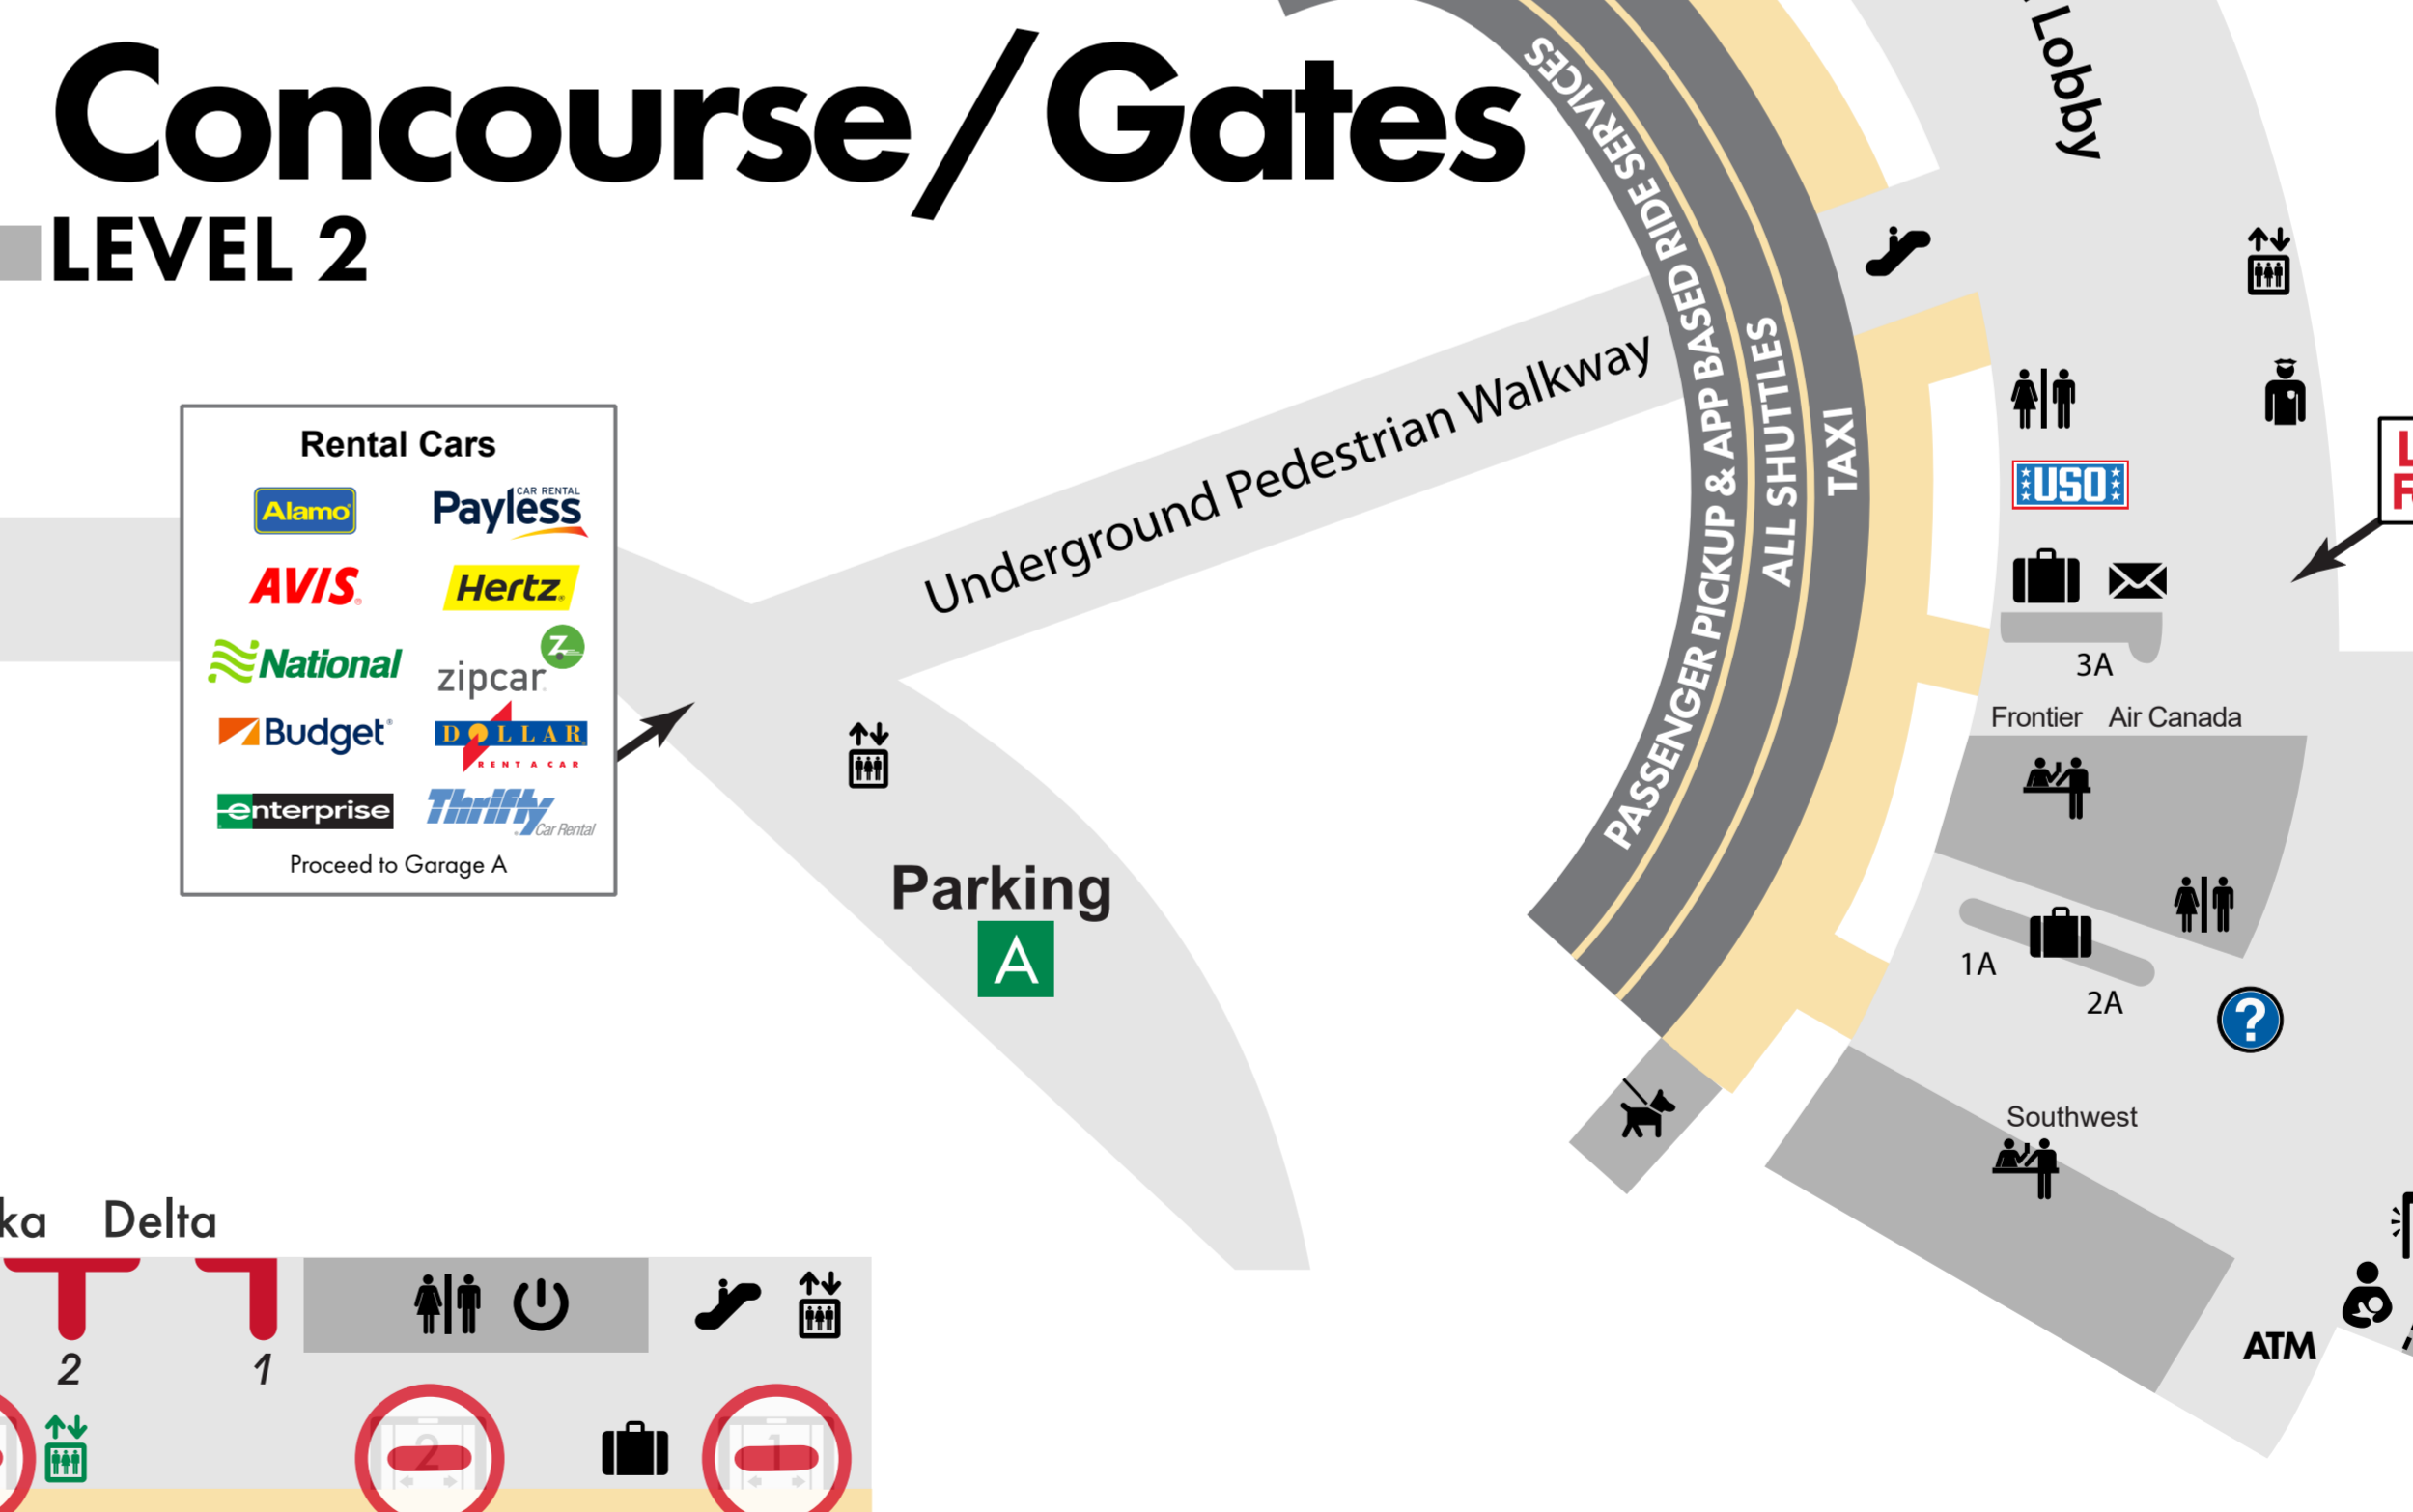 Concourse/Gates
LEVEL 2
Lobby
PASSENGER PICKUP & APP BASED RIDE SERVICES
ALL SHUTTLES
TAXI
Underground Pedestrian Walkway
Rental Cars
Alamo
Payless
CAR RENTAL
AVIS
Hertz
National
zipcar
Z
Budget
DOLLAR
RENT A CAR
enterprise
Thrifty
Car Rental
Proceed to Garage A
Parking
A
USO
3A
Frontier Air Canada
1A
2A
?
Southwest
ATM
ka Delta
2 1
2 1